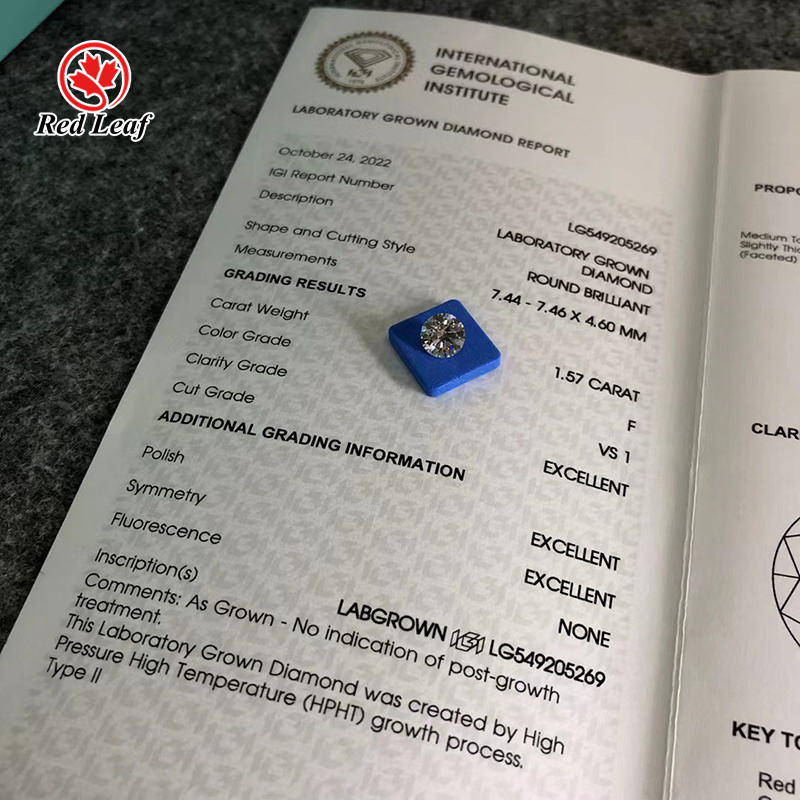 Red Leaf
INTERNATIONAL
GEMOLOGICAL
INSTITUTE
LABORATORY GROWN DIAMOND REPORT
October 24, 2022
IGI Report Number LG549205269
Description LABORATORY GROWN
DIAMOND
Shape and Cutting Style ROUND BRILLIANT
Measurements 7.44 - 7.46 X 4.60 MM
GRADING RESULTS
Carat Weight 1.57 CARAT
Color Grade F
Clarity Grade VS 1
Cut Grade EXCELLENT
ADDITIONAL GRADING INFORMATION
Polish EXCELLENT
Symmetry EXCELLENT
Fluorescence NONE
Inscription(s) LABGROWN IGI LG549205269
Comments: As Grown - No indication of post-growth
treatment.
This Laboratory Grown Diamond was created by High
Pressure High Temperature (HPHT) growth process.
Type II
PROPO
Medium To
Slightly Thi
(Faceted)
CLAR
KEY TO
Red